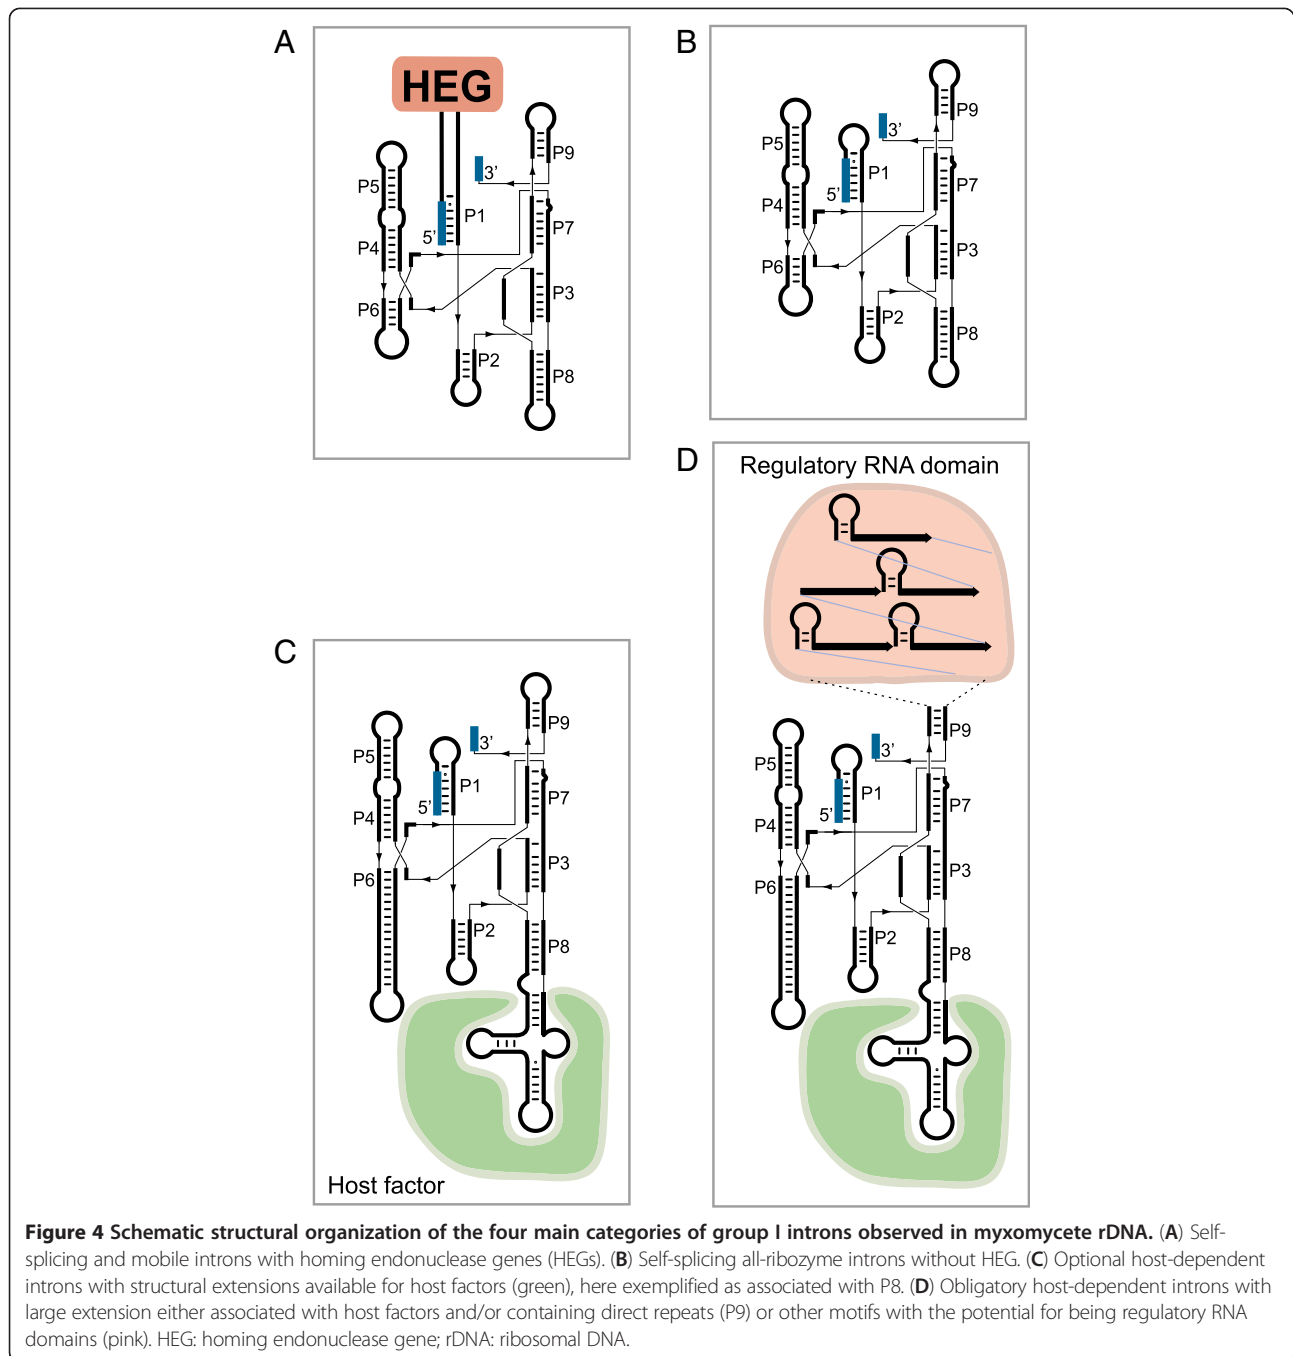 A
HEG
3'
P9
P5
P1
5'
P7
P4
P3
P6
P2
P8
B
P9
3'
P5
P1
P7
5'
P4
P3
P6
P2
P8
C
P9
3'
P5
P1
P7
5'
P4
P3
P6
P2
P8
Host factor
D
Regulatory RNA domain
P9
3'
P5
P1
P7
5'
P4
P3
P6
P2
P8
Figure 4 Schematic structural organization of the four main categories of group I introns observed in myxomycete rDNA. (A) Self-
splicing and mobile introns with homing endonuclease genes (HEGs). (B) Self-splicing all-ribozyme introns without HEG. (C) Optional host-dependent
introns with structural extensions available for host factors (green), here exemplified as associated with P8. (D) Obligatory host-dependent introns with
large extension either associated with host factors and/or containing direct repeats (P9) or other motifs with the potential for being regulatory RNA
domains (pink). HEG: homing endonuclease gene; rDNA: ribosomal DNA.